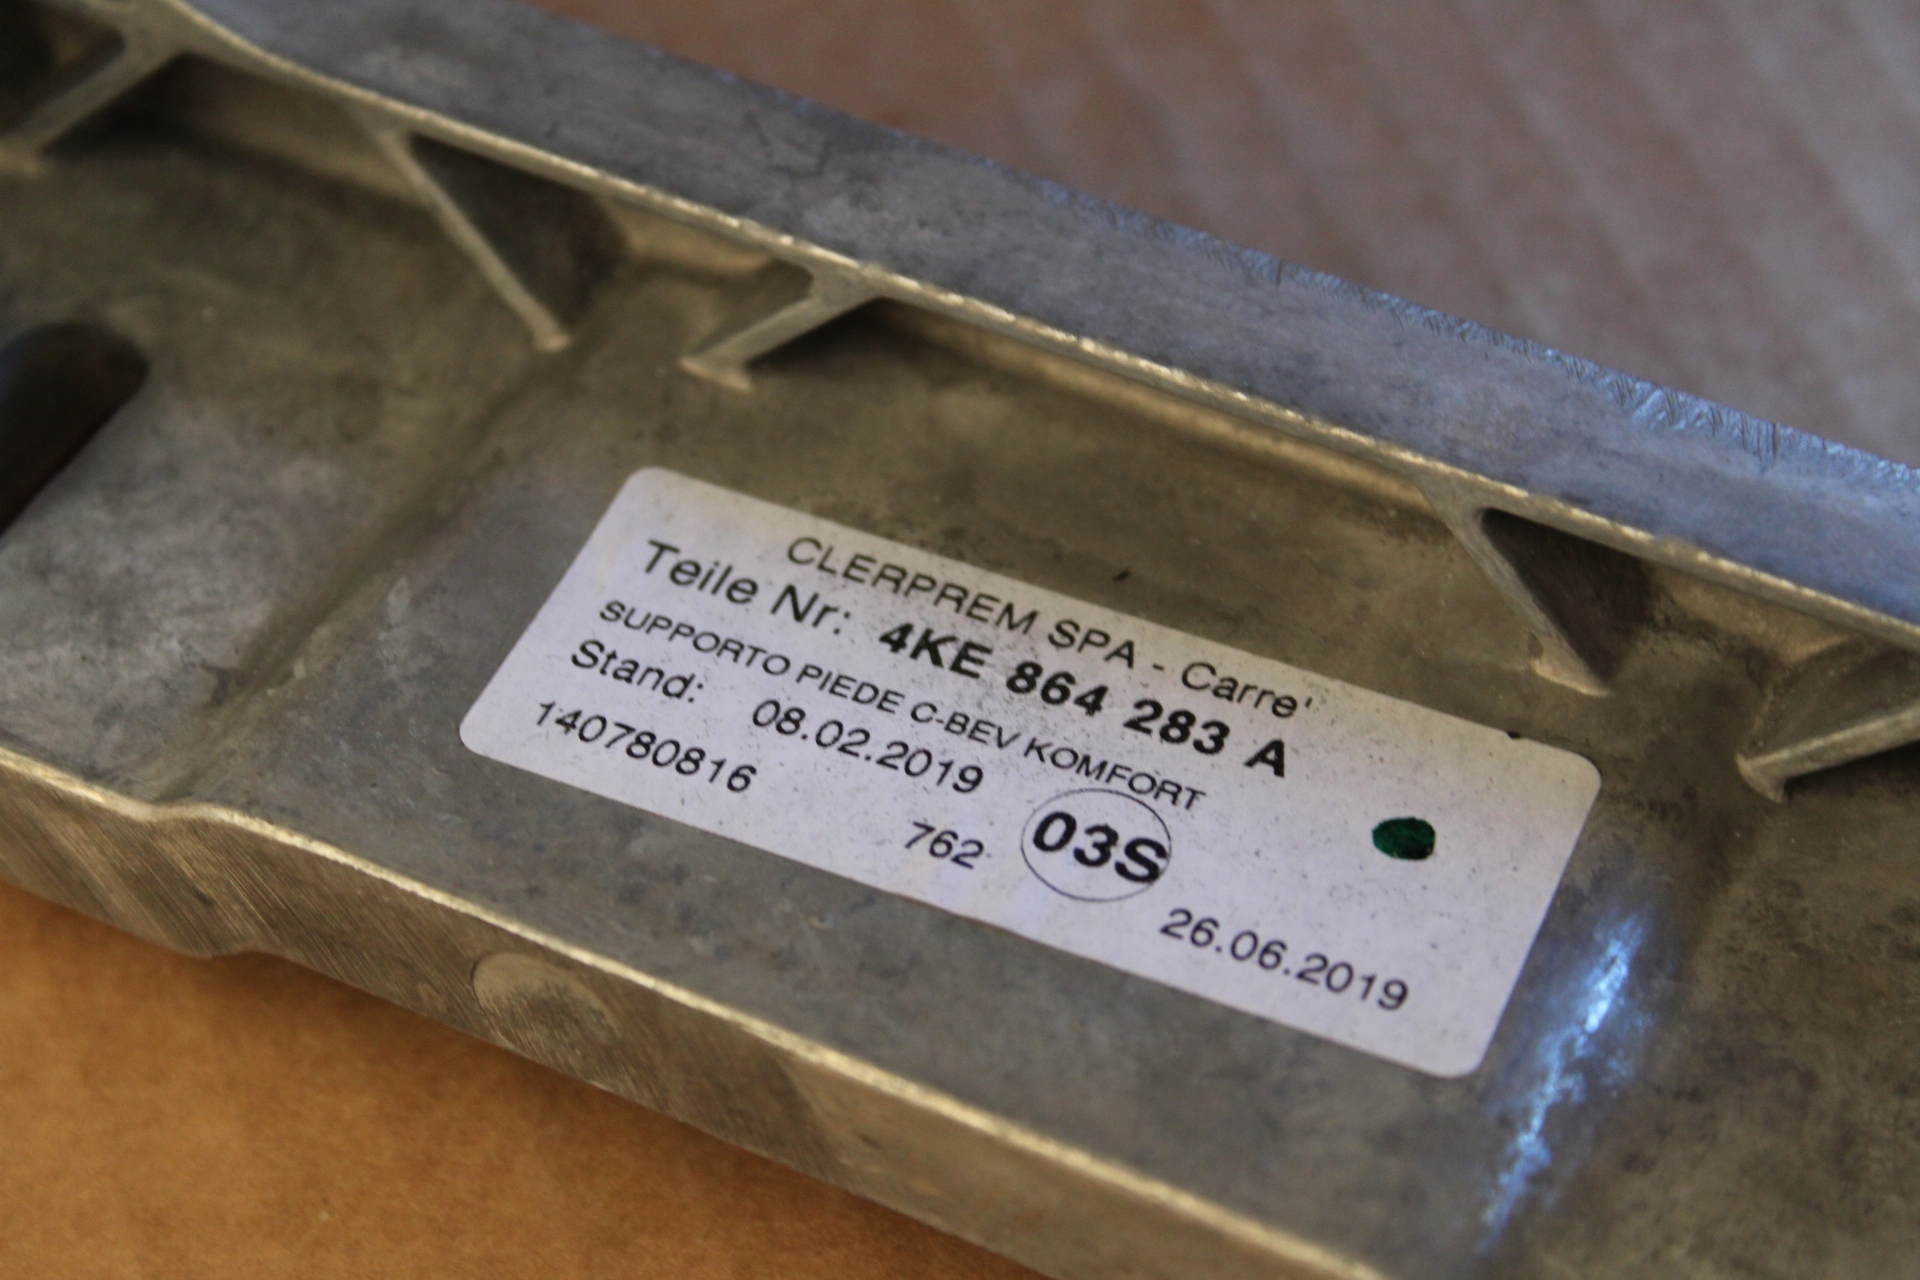 CLERPREM SPA - Carre'
Teile Nr: 4KE 864 283 A
SUPPORTO PIEDE C-BEV KOMFORT
Stand: 08.02.2019
140780816 762 03S 26.06.2019